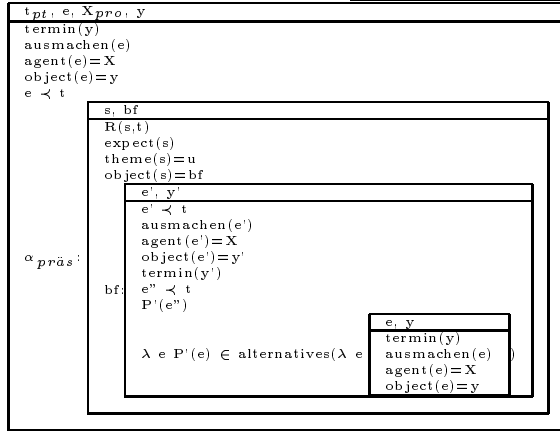 t_pt, e, X_pro, y
termin(y)
ausmachen(e)
agent(e)=X
object(e)=y
e ≺ t
s, bf
R(s,t)
expect(s)
theme(s)=u
object(s)=bf
e', y'
e' ≺ t
ausmachen(e')
agent(e')=X
object(e')=y'
termin(y')
α_präs:
bf:
e'' ≺ t
P'(e'')
e, y
termin(y)
λ e P'(e) ∈ alternatives(λ e ausmachen(e) )
agent(e)=X
object(e)=y